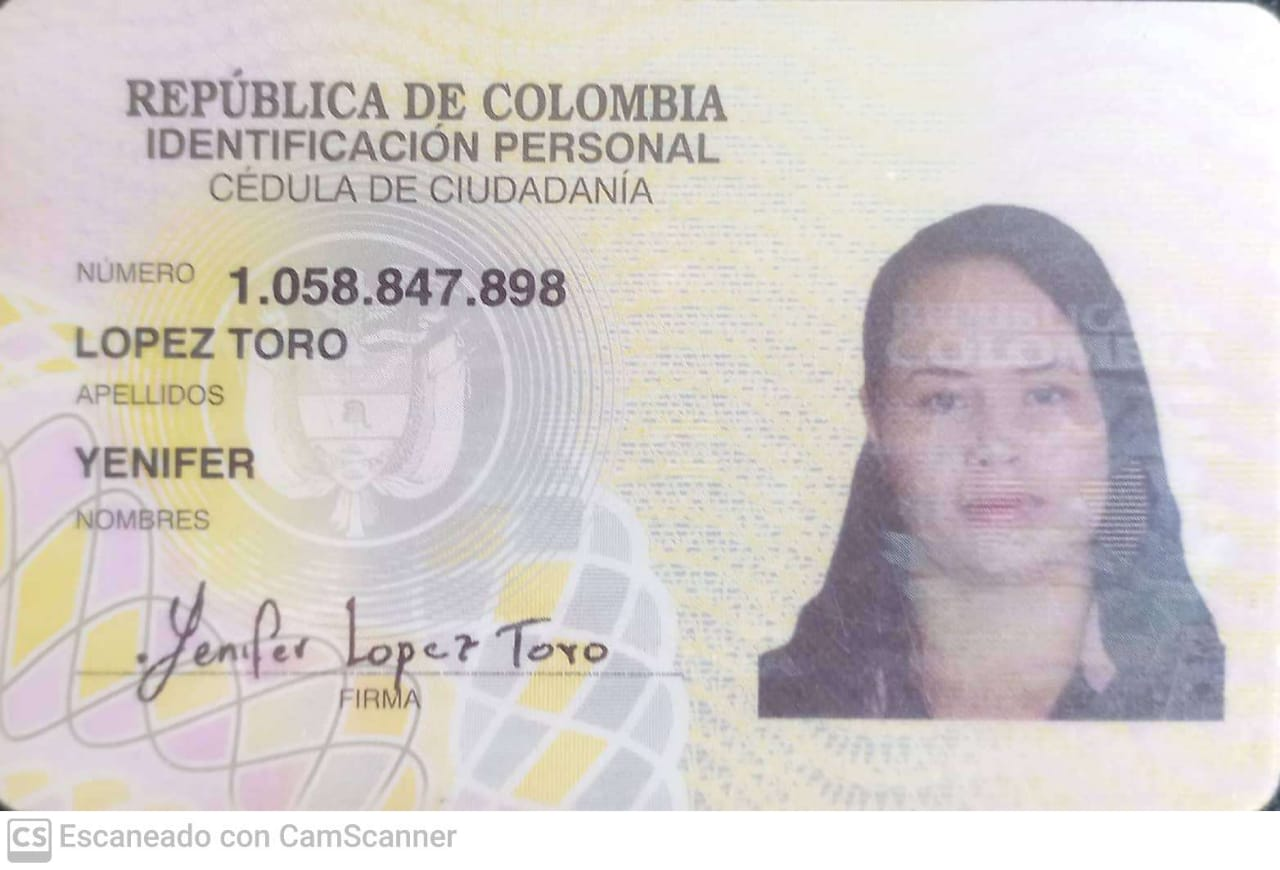 REPÚBLICA DE COLOMBIA
IDENTIFICACIÓN PERSONAL
CÉDULA DE CIUDADANÍA
NÚMERO 1.058.847.898
LOPEZ TORO
APELLIDOS
YENIFER
NOMBRES
Yenifer Lopez Toro
FIRMA
CS Escaneado con CamScanner